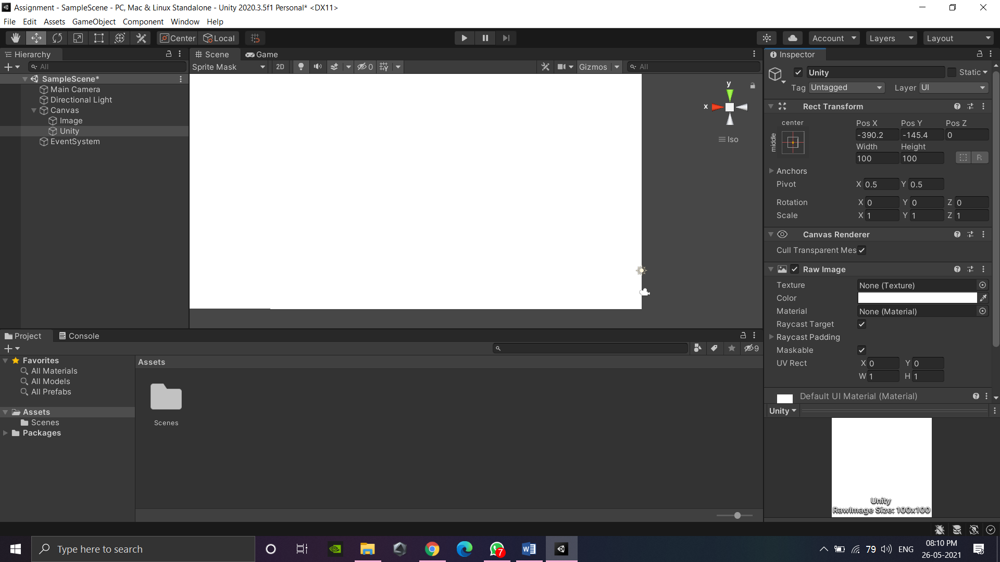 Assignment - SampleScene - PC, Mac & Linux Standalone - Unity 2020.3.5f1 Personal* <DX11>
File Edit Assets GameObject Component Window Help
Center Local Account Layers Layout
Hierarchy
All
SampleScene*
Main Camera
Directional Light
Canvas
Image
Unity
EventSystem
Scene Game
Sprite Mask 2D 0 Gizmos All
y
x
Iso
Inspector
Unity Static
Tag Untagged Layer UI
Rect Transform
center
middle
Pos X Pos Y Pos Z
-390.2 -145.4 0
Width Height
100 100 R
Anchors
Pivot X 0.5 Y 0.5
Rotation X 0 Y 0 Z 0
Scale X 1 Y 1 Z 1
Canvas Renderer
Cull Transparent Mes
Raw Image
Texture None (Texture)
Color
Material None (Material)
Raycast Target
Raycast Padding
Maskable
UV Rect X 0 Y 0
W 1 H 1
Default UI Material (Material)
Unity
Unity
RawImage Size: 100x100
Project Console
9
Favorites
All Materials
All Models
All Prefabs
Assets
Scenes
Packages
Assets
Scenes
Type here to search
7
79 ENG
08:10 PM
26-05-2021